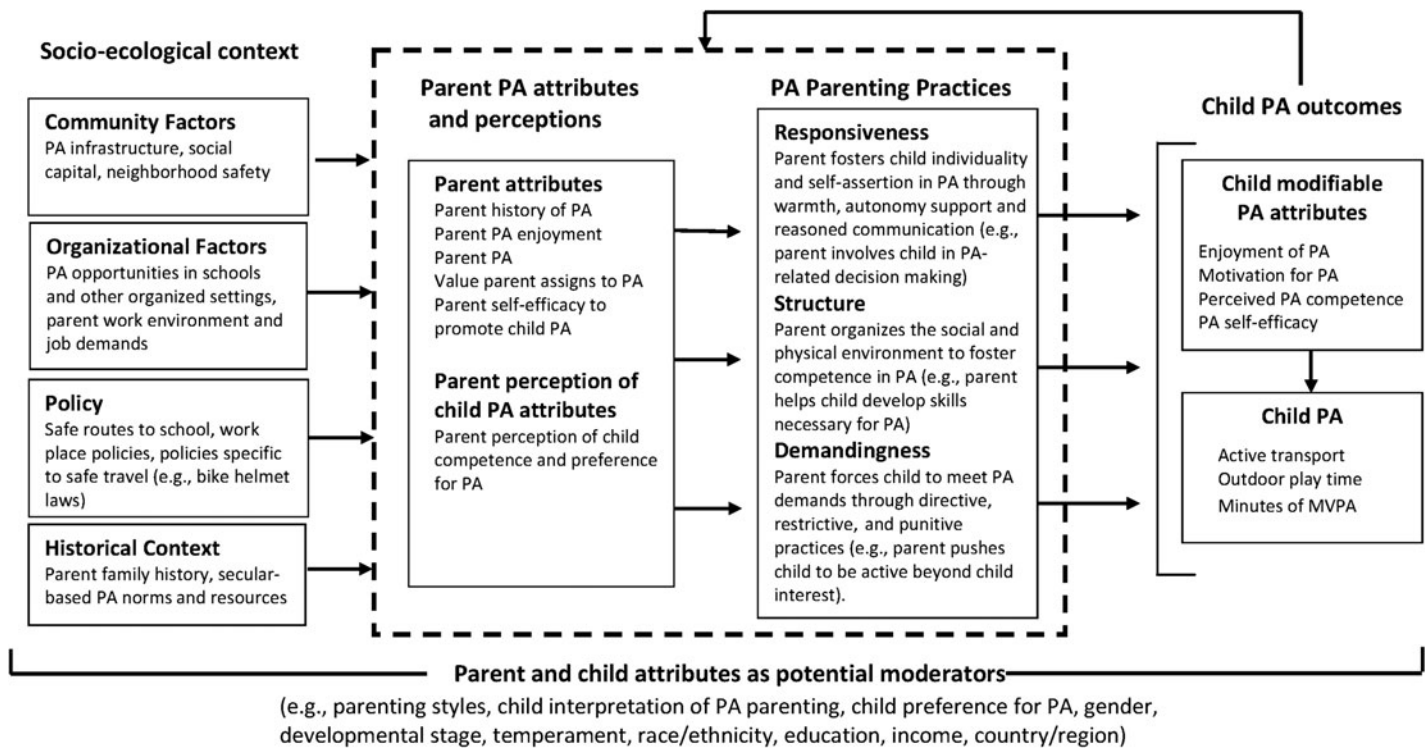 Socio-ecological context
Community Factors
PA infrastructure, social
capital, neighborhood safety
Organizational Factors
PA opportunities in schools
and other organized settings,
parent work environment and
job demands
Policy
Safe routes to school, work
place policies, policies specific
to safe travel (e.g., bike helmet
laws)
Historical Context
Parent family history, secular-
based PA norms and resources
Parent PA attributes
and perceptions
Parent attributes
Parent history of PA
Parent PA enjoyment
Parent PA
Value parent assigns to PA
Parent self-efficacy to
promote child PA
Parent perception of
child PA attributes
Parent perception of child
competence and preference
for PA
PA Parenting Practices
Responsiveness
Parent fosters child individuality
and self-assertion in PA through
warmth, autonomy support and
reasoned communication (e.g.,
parent involves child in PA-
related decision making)
Structure
Parent organizes the social and
physical environment to foster
competence in PA (e.g., parent
helps child develop skills
necessary for PA)
Demandingness
Parent forces child to meet PA
demands through directive,
restrictive, and punitive
practices (e.g., parent pushes
child to be active beyond child
interest).
Child PA outcomes
Child modifiable
PA attributes
Enjoyment of PA
Motivation for PA
Perceived PA competence
PA self-efficacy
Child PA
Active transport
Outdoor play time
Minutes of MVPA
Parent and child attributes as potential moderators
(e.g., parenting styles, child interpretation of PA parenting, child preference for PA, gender,
developmental stage, temperament, race/ethnicity, education, income, country/region)